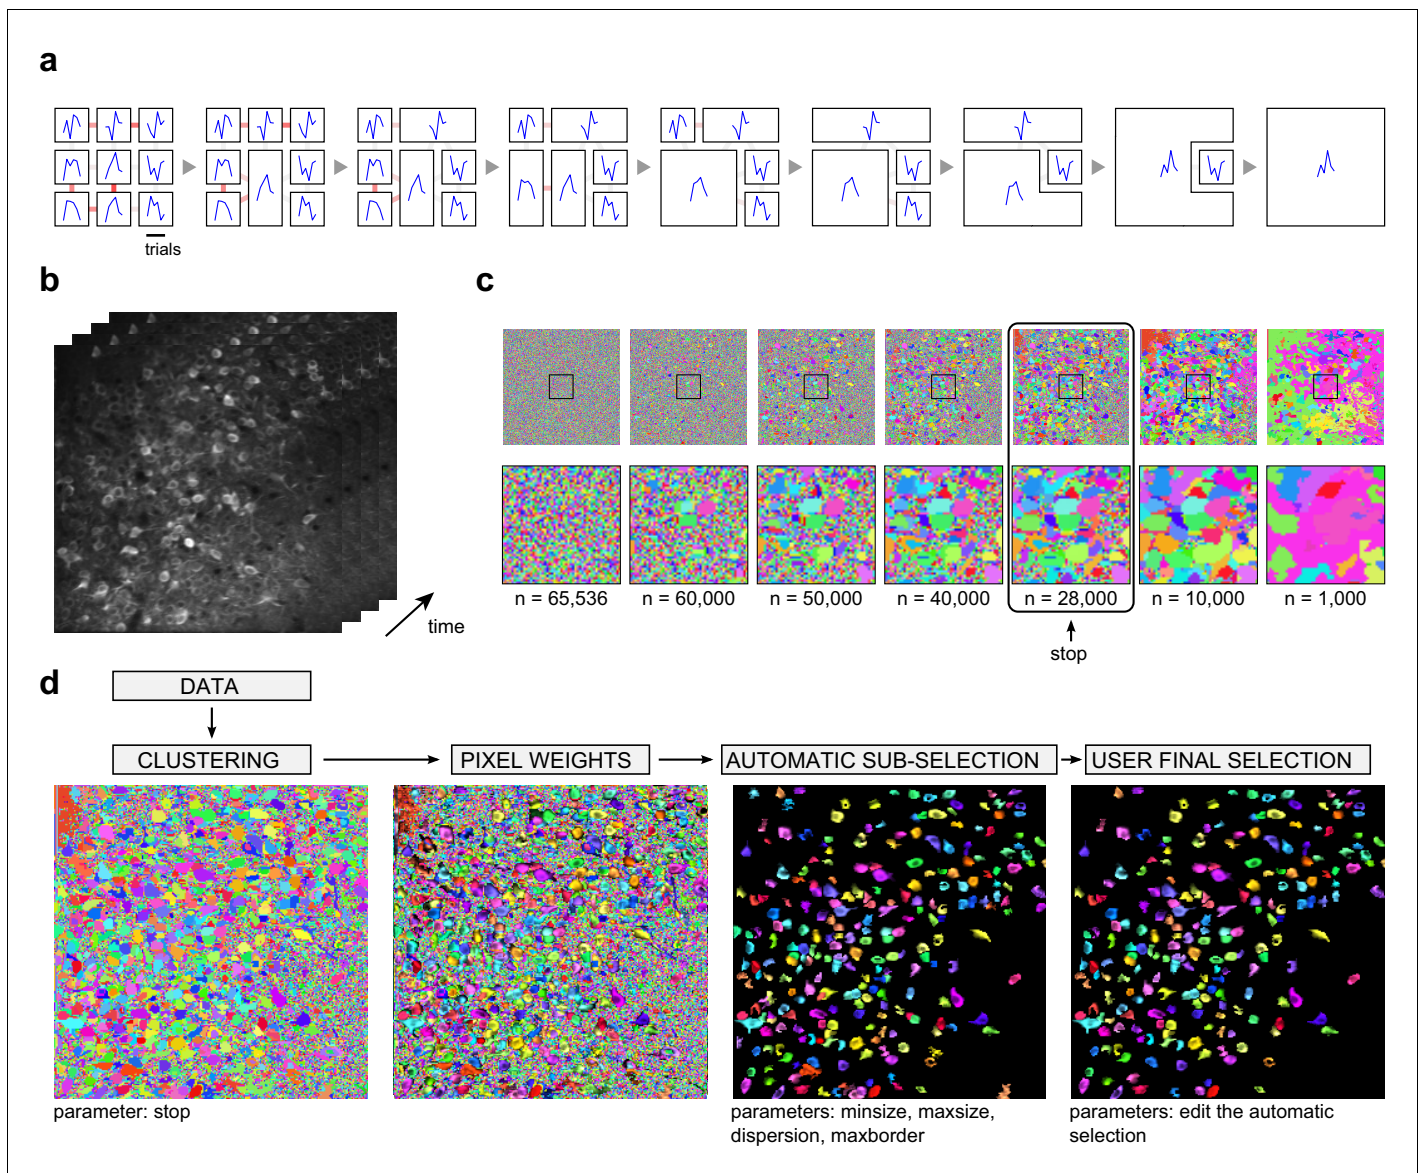 a
trials
b
time
c
n = 65,536
n = 60,000
n = 50,000
n = 40,000
n = 28,000
n = 10,000
n = 1,000
stop
d
DATA
CLUSTERING
PIXEL WEIGHTS
AUTOMATIC SUB-SELECTION
USER FINAL SELECTION
parameter: stop
parameters: minsize, maxsize,
dispersion, maxborder
parameters: edit the automatic
selection